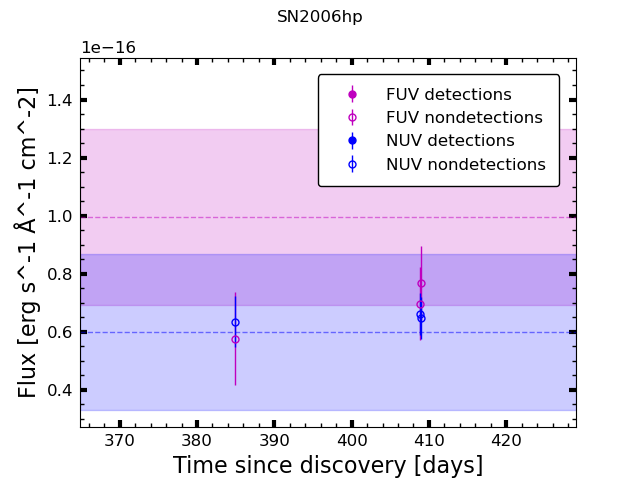 SN2006hp
1e−16
FUV detections
FUV nondetections
NUV detections
NUV nondetections
1.4
1.2
1.0
0.8
0.6
0.4
Flux [erg s^-1 Å^-1 cm^-2]
370 380 390 400 410 420
Time since discovery [days]